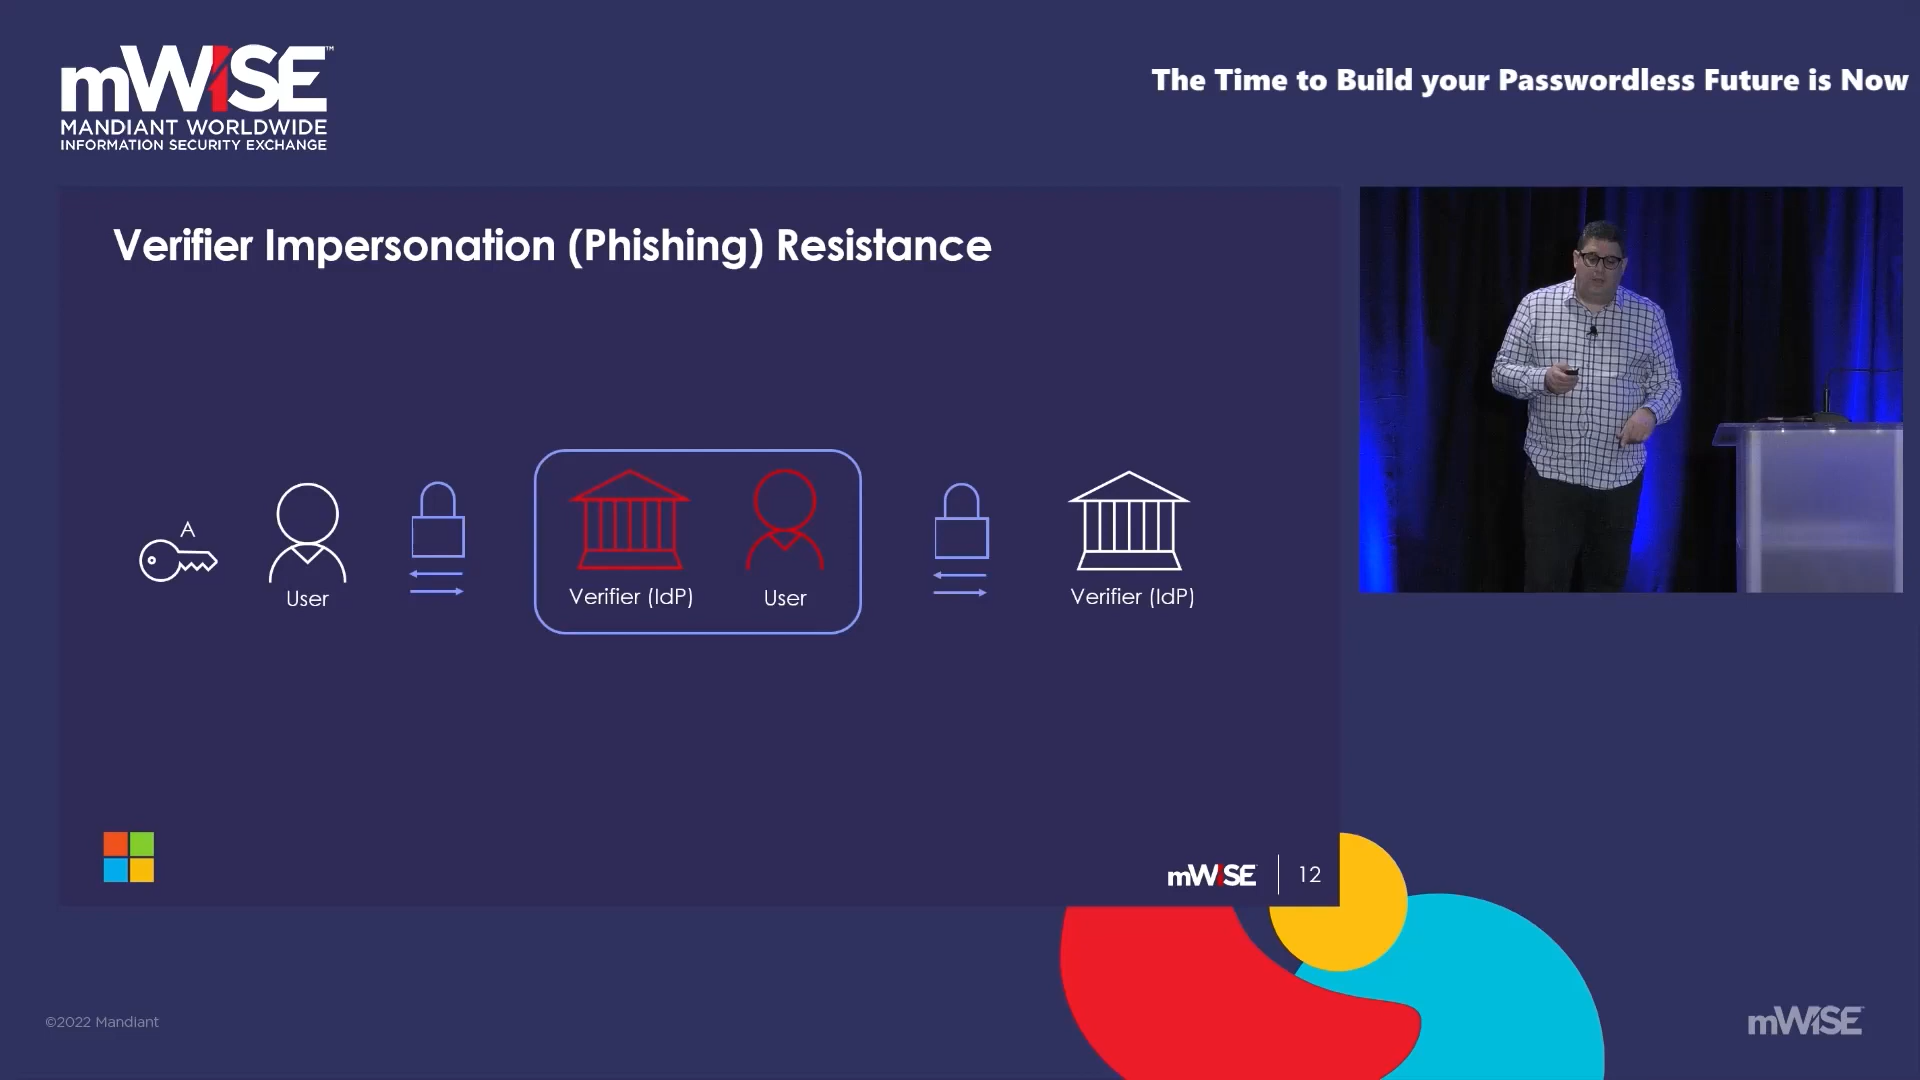 mWISE™
MANDIANT WORLDWIDE
INFORMATION SECURITY EXCHANGE
The Time to Build your Passwordless Future is Now
Verifier Impersonation (Phishing) Resistance
A
User
Verifier (IdP)
User
Verifier (IdP)
mWISE
12
©2022 Mandiant
mWISE